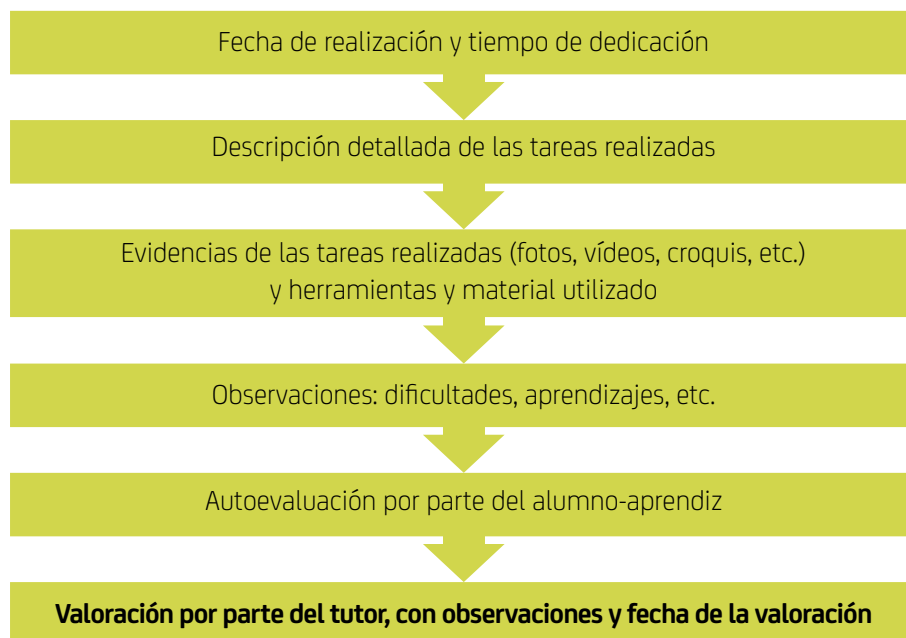 Fecha de realización y tiempo de dedicación
Descripción detallada de las tareas realizadas
Evidencias de las tareas realizadas (fotos, vídeos, croquis, etc.)
y herramientas y material utilizado
Observaciones: dificultades, aprendizajes, etc.
Autoevaluación por parte del alumno-aprendiz
Valoración por parte del tutor, con observaciones y fecha de la valoración